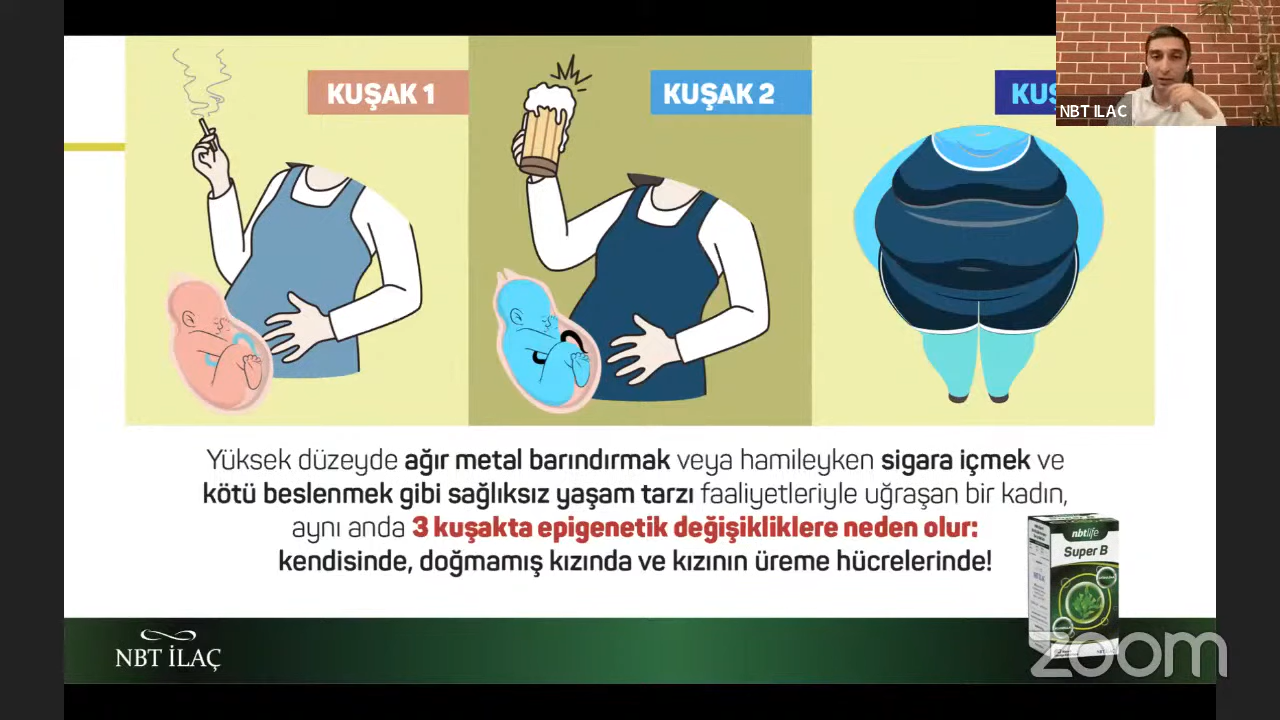 KUŞAK 1
KUŞAK 2
NBT ILAC
Yüksek düzeyde ağır metal barındırmak veya hamileyken sigara içmek ve
kötü beslenmek gibi sağlıksız yaşam tarzı faaliyetleriyle uğraşan bir kadın,
aynı anda 3 kuşakta epigenetik değişikliklere neden olur:
kendisinde, doğmamış kızında ve kızının üreme hücrelerinde!
nbtlife
Super B
NBT İLAÇ
zoom